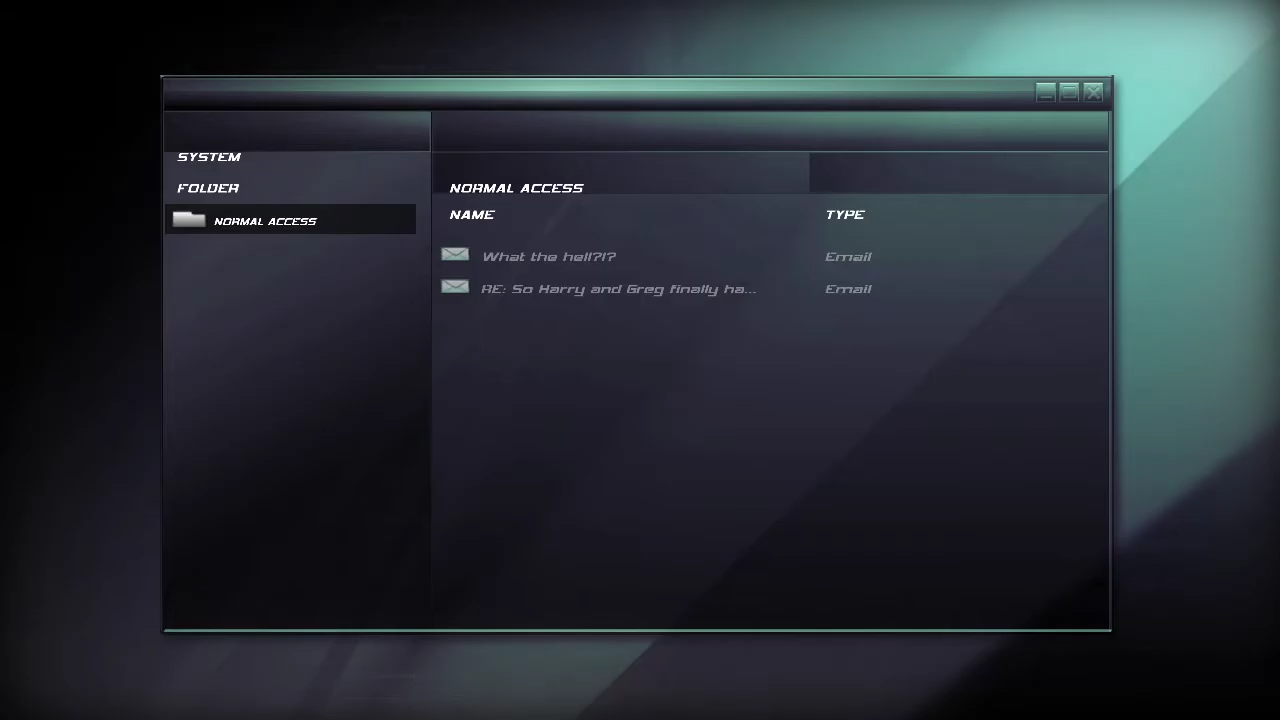 SYSTEM
FOLDER
NORMAL ACCESS
NORMAL ACCESS
NAME TYPE
What the hell?!? Email
RE: So Harry and Greg finally ha... Email